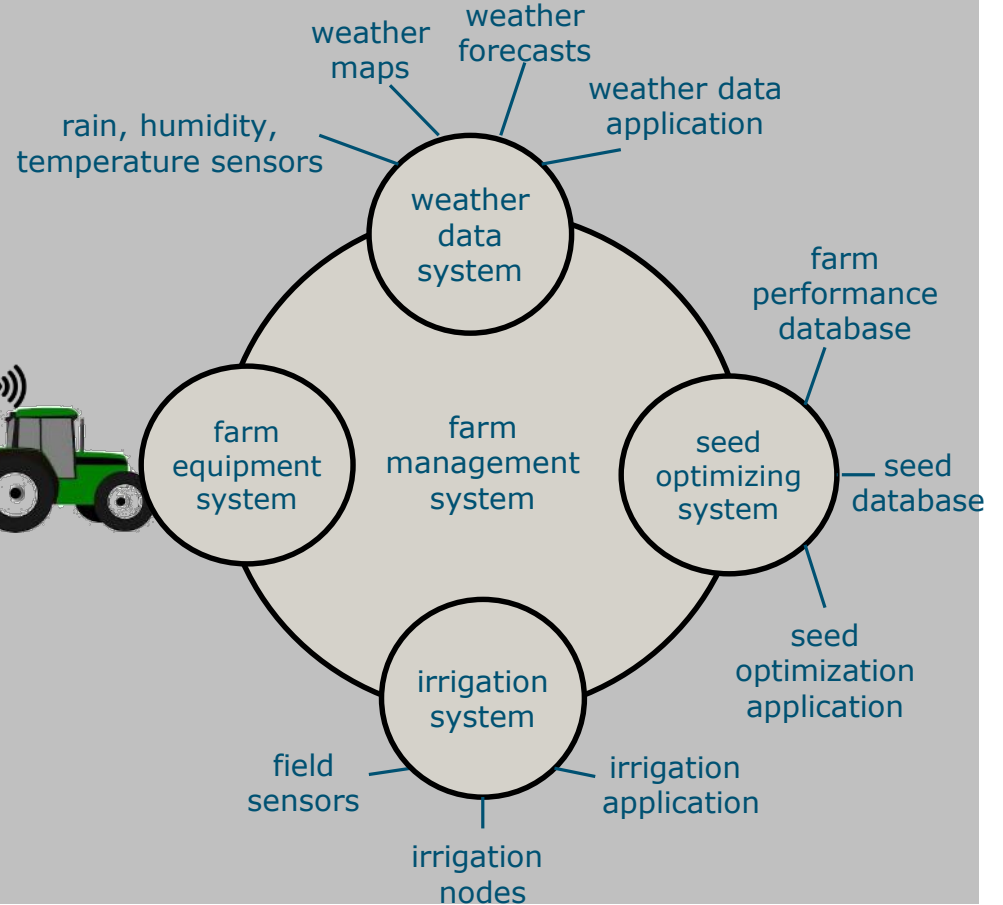 weather
maps
weather
forecasts
weather data
application
rain, humidity,
temperature sensors
weather
data
system
farm
performance
database
farm
equipment
system
farm
management
system
seed
optimizing
system
seed
database
seed
optimization
application
irrigation
system
field
sensors
irrigation
application
irrigation
nodes